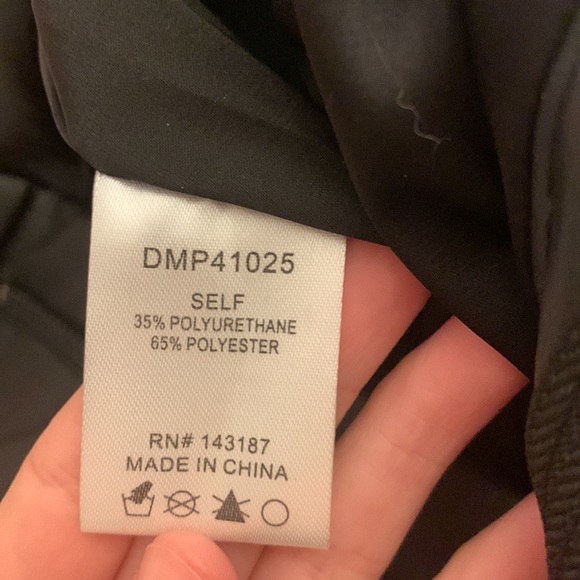 DMP41025
SELF
35% POLYURETHANE
65% POLYESTER
RN# 143187
MADE IN CHINA